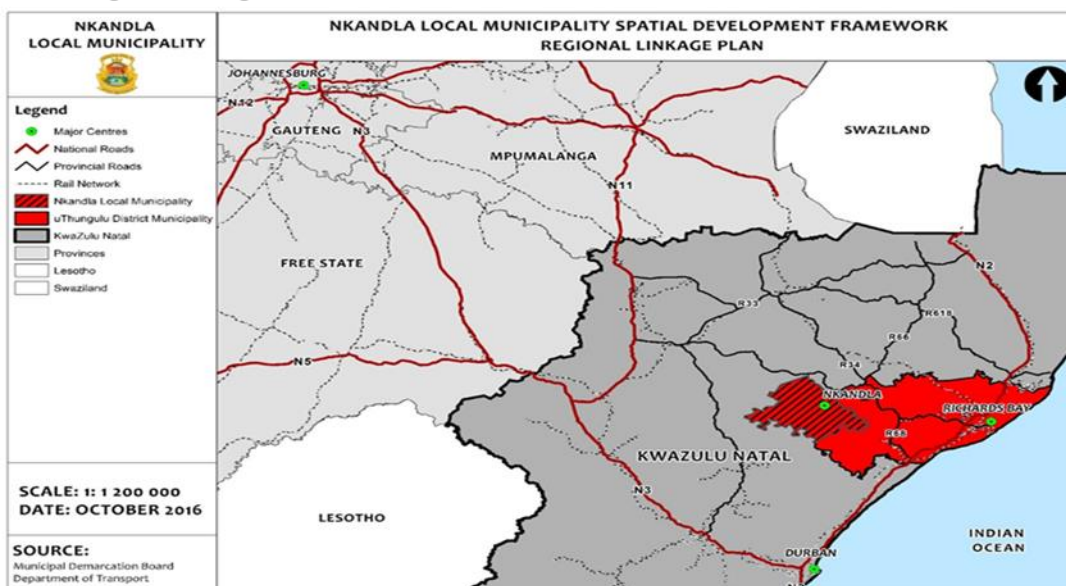 NKANDLA
LOCAL MUNICIPALITY
Legend
Major Centres
National Roads
Provincial Roads
Rail Network
Nkandla Local Municipality
uThungulu District Municipality
KwaZulu Natal
Provinces
Lesotho
Swaziland
SCALE: 1: 1 200 000
DATE: OCTOBER 2016
SOURCE:
Municipal Demarcation Board
Department of Transport
NKANDLA LOCAL MUNICIPALITY SPATIAL DEVELOPMENT FRAMEWORK
REGIONAL LINKAGE PLAN
JOHANNESBURG
N12
GAUTENG
N3
SWAZILAND
MPUMALANGA
N11
FREE STATE
N2
R33
R618
R66
R34
N5
NKANDLA
RICHARDS BAY
R68
KWAZULU NATAL
N3
LESOTHO
INDIAN
OCEAN
DURBAN